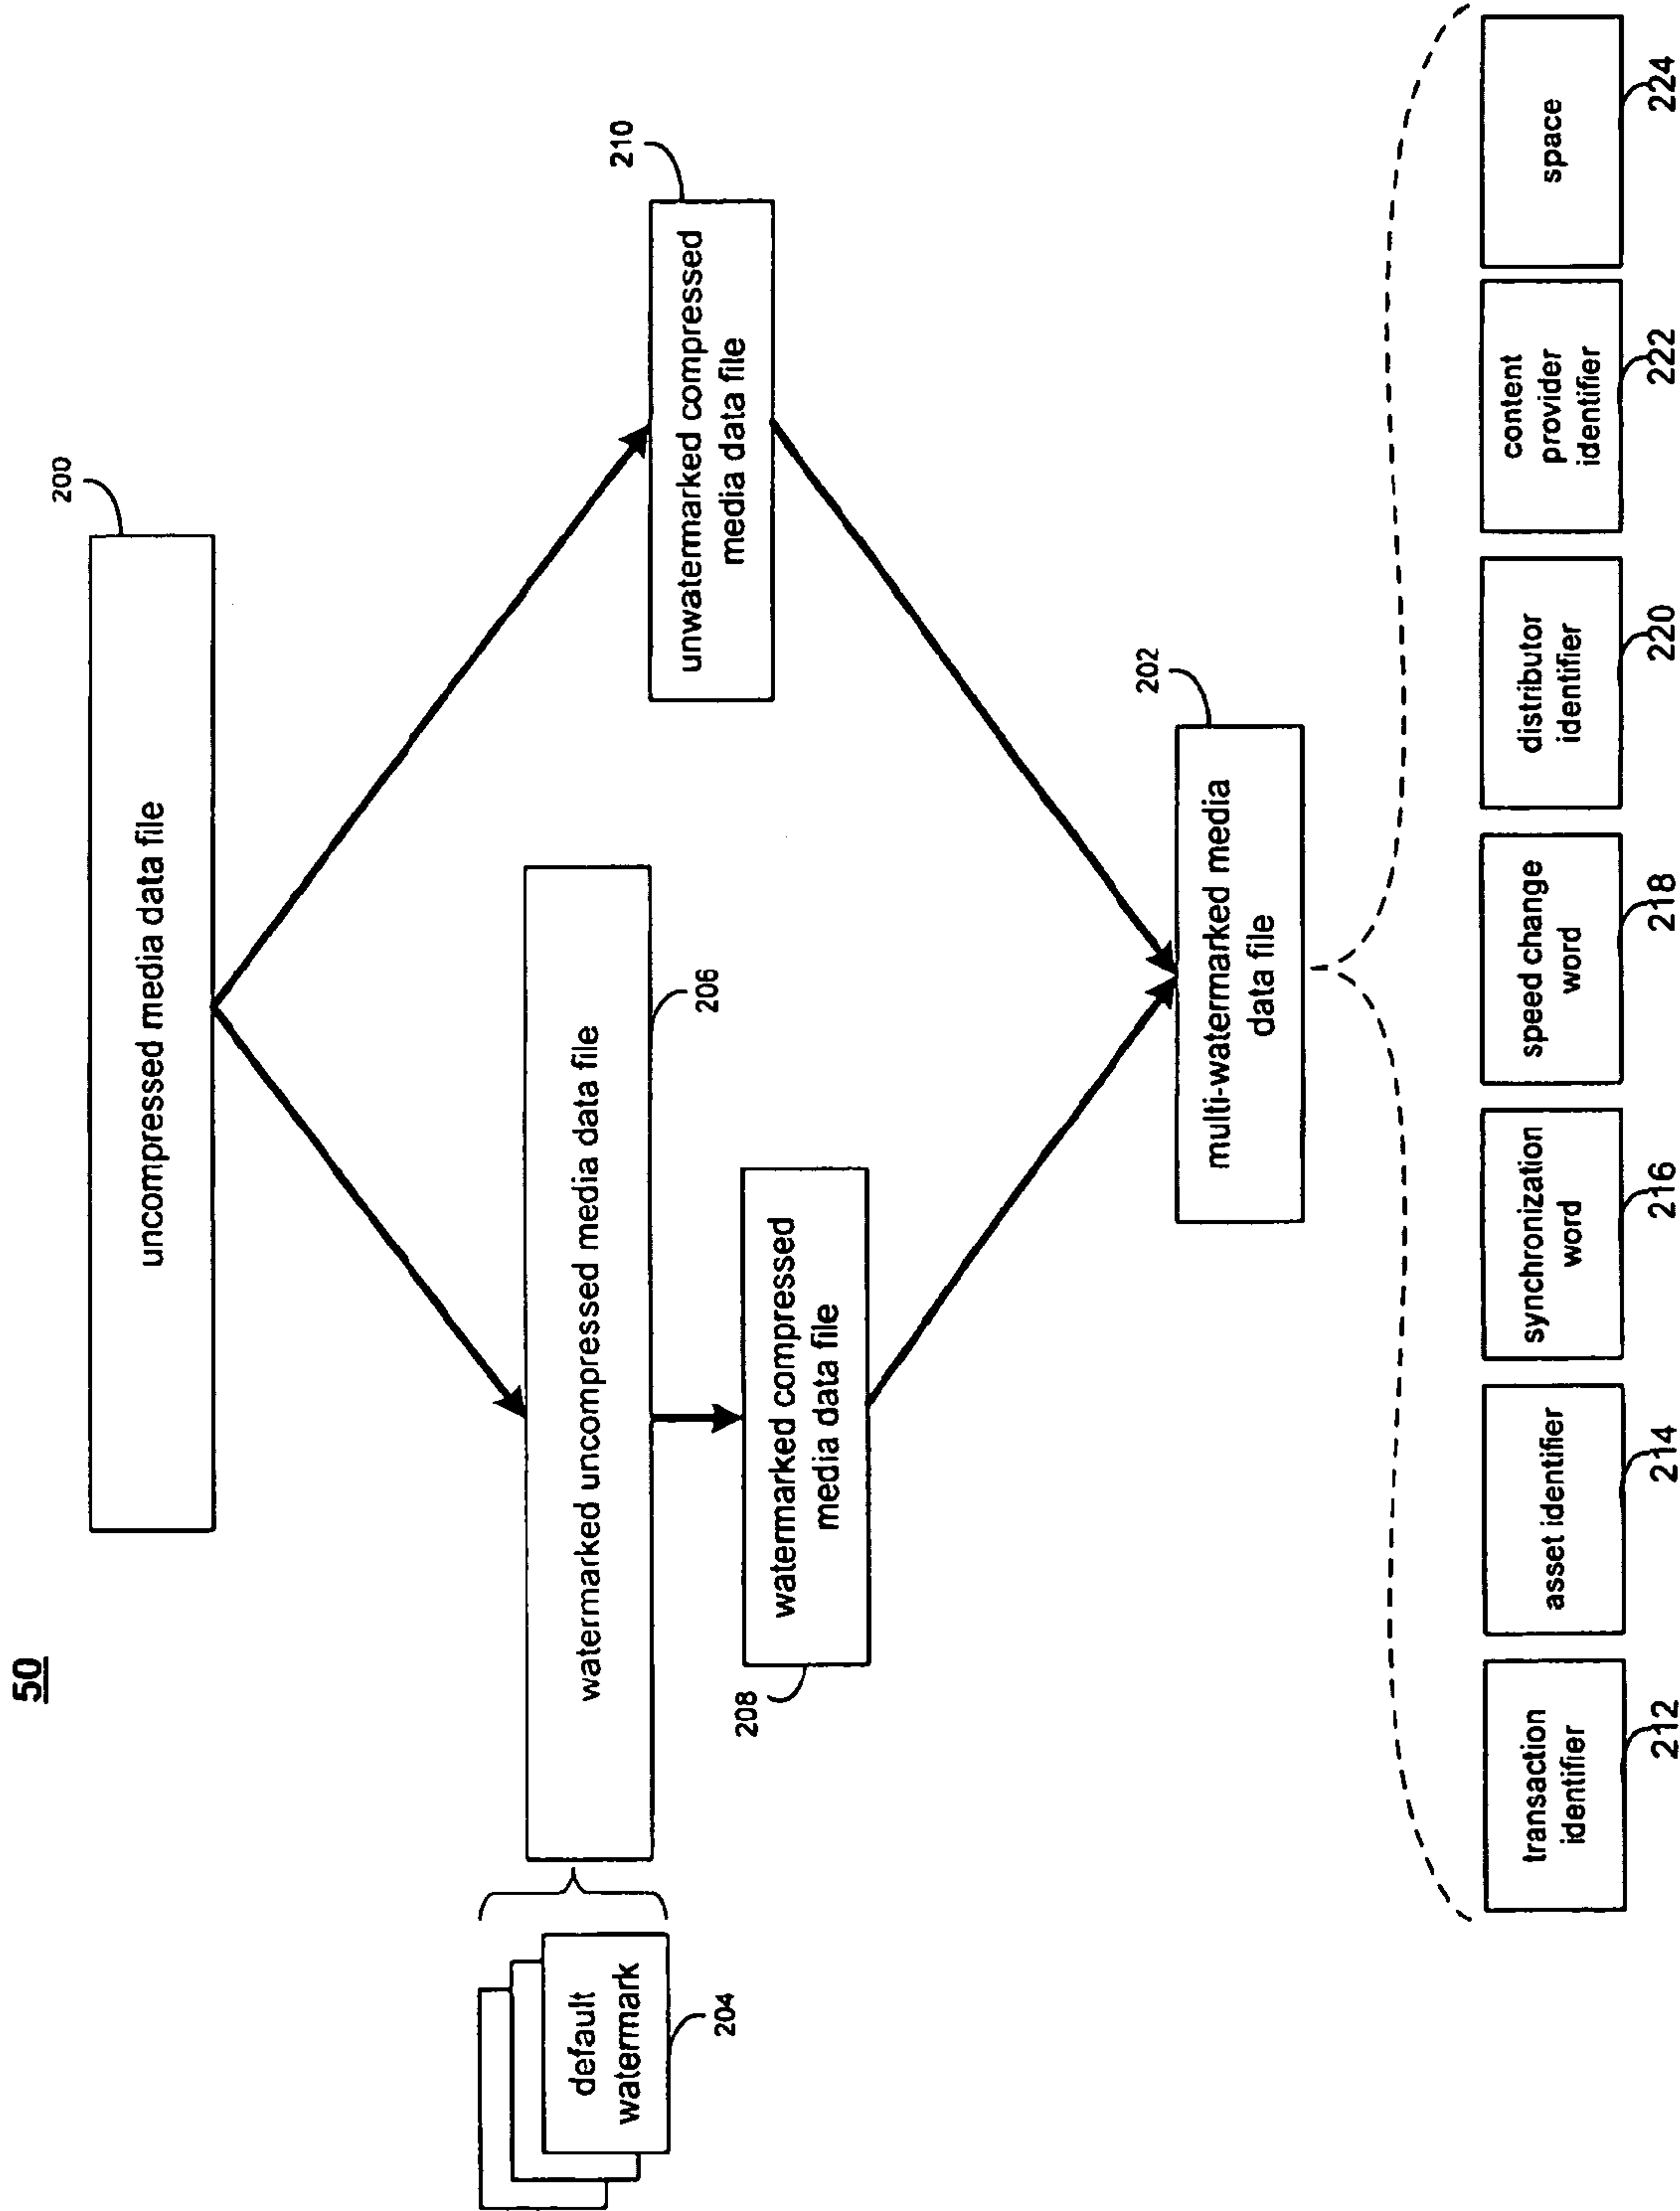 50
200
uncompressed media data file
default
watermark
204
watermarked uncompressed media data file
206
210
unwatermarked compressed
media data file
watermarked compressed
media data file
208
202
multi-watermarked media
data file
transaction
identifier
212
asset identifier
214
synchronization
word
216
speed change
word
218
distributor
identifier
220
content
provider
identifier
222
space
224